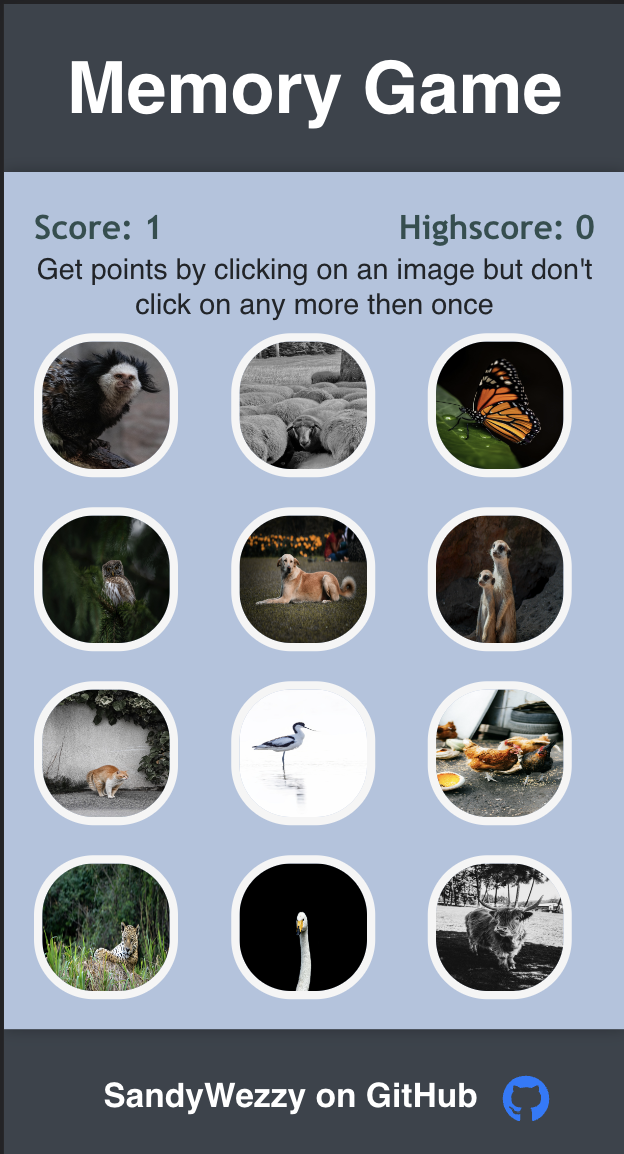 Memory Game
Score: 1
Highscore: 0
Get points by clicking on an image but don't
click on any more then once
SandyWezzy on GitHub